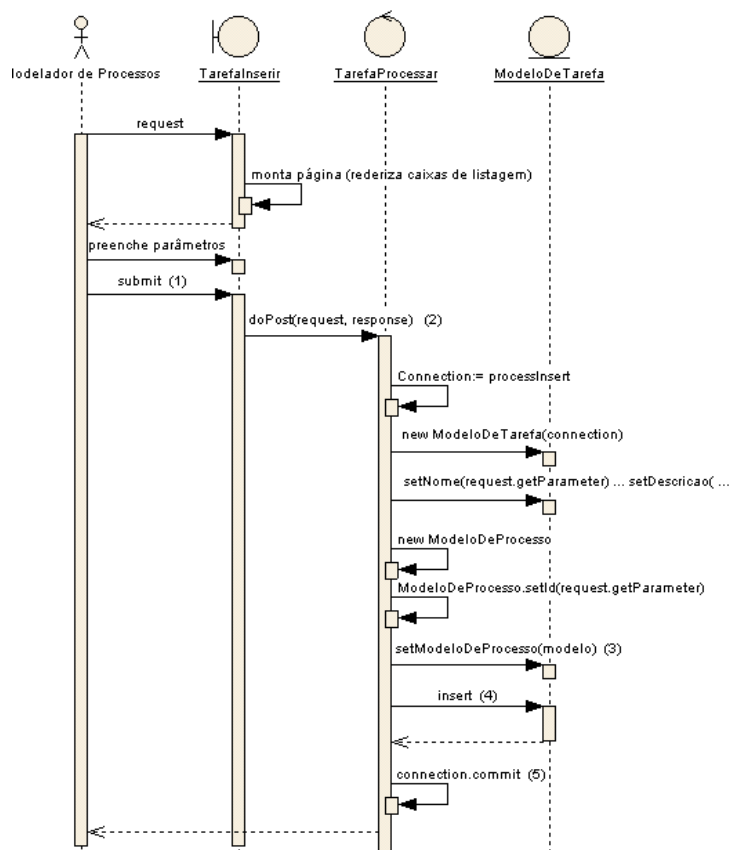 lodelador de Processos TarefaInserir TarefaProcessar ModeloDeTarefa
request
monta página (rederiza caixas de listagem)
preenche parâmetros
submit (1)
doPost(request, response) (2)
Connection:= processInsert
new ModeloDeTarefa(connection)
setNome(request.getParameter) ... setDescricao( ...
new ModeloDeProcesso
ModeloDeProcesso.setId(request.getParameter)
setModeloDeProcesso(modelo) (3)
insert (4)
connection.commit (5)